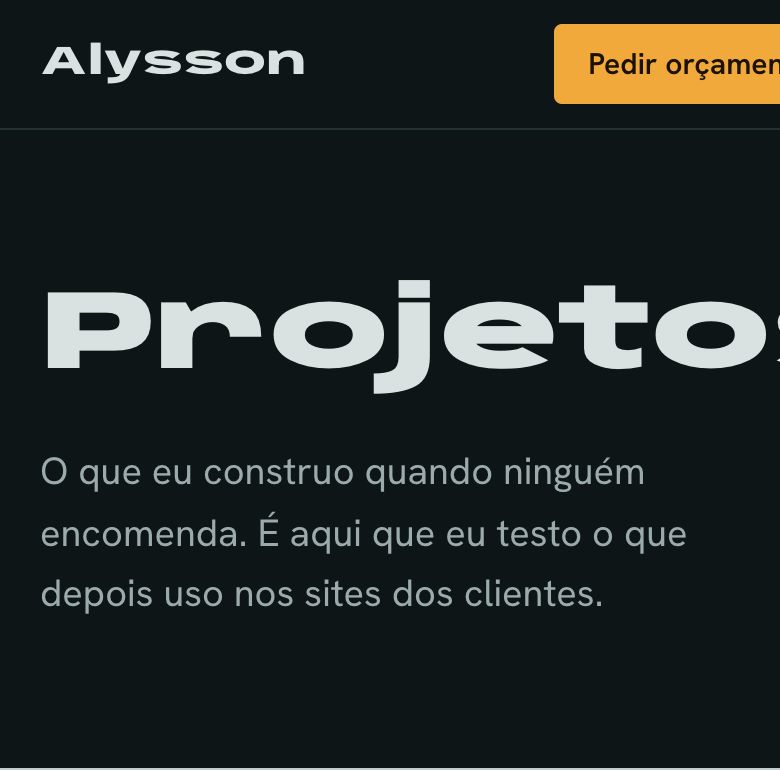 Alysson
Pedir orçamen
Projetos
O que eu construo quando ninguém
encomenda. É aqui que eu testo o que
depois uso nos sites dos clientes.